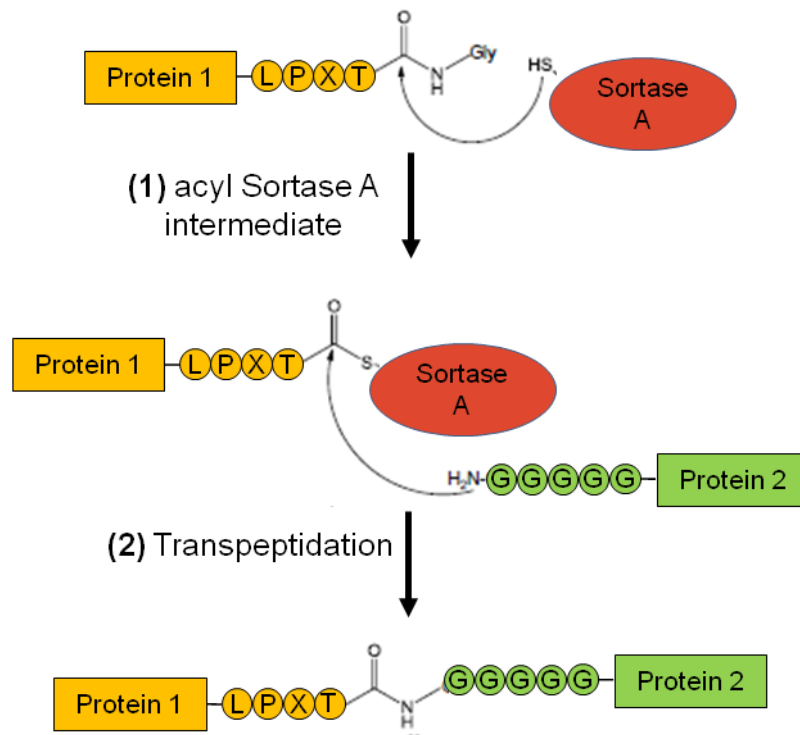 O
Protein 1 L P X T N H Gly HS Sortase A
(1) acyl Sortase A
intermediate
O
Protein 1 L P X T S Sortase A
H2N G G G G G Protein 2
(2) Transpeptidation
O
Protein 1 L P X T N H G G G G G Protein 2